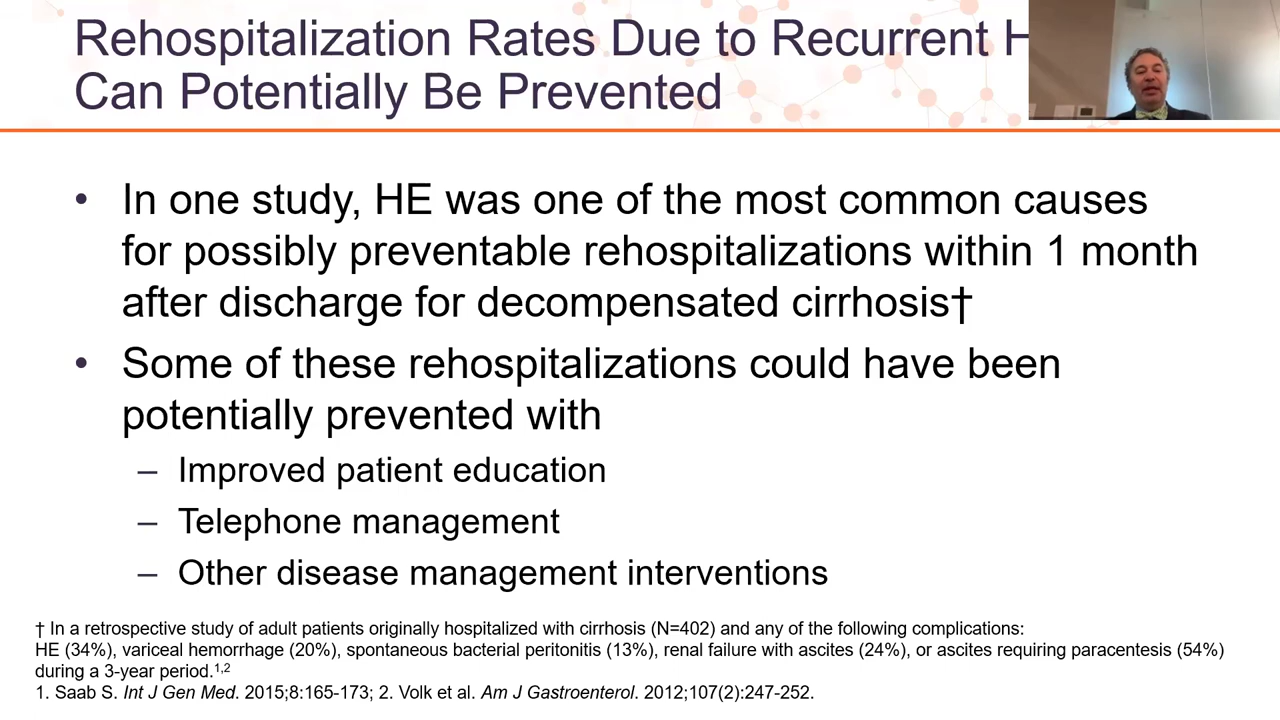 Rehospitalization Rates Due to Recurrent
Can Potentially Be Prevented
• In one study, HE was one of the most common causes
for possibly preventable rehospitalizations within 1 month
after discharge for decompensated cirrhosis†
• Some of these rehospitalizations could have been
potentially prevented with
– Improved patient education
– Telephone management
– Other disease management interventions
† In a retrospective study of adult patients originally hospitalized with cirrhosis (N=402) and any of the following complications:
HE (34%), variceal hemorrhage (20%), spontaneous bacterial peritonitis (13%), renal failure with ascites (24%), or ascites requiring paracentesis (54%)
during a 3-year period.1,2
1. Saab S. Int J Gen Med. 2015;8:165-173; 2. Volk et al. Am J Gastroenterol. 2012;107(2):247-252.